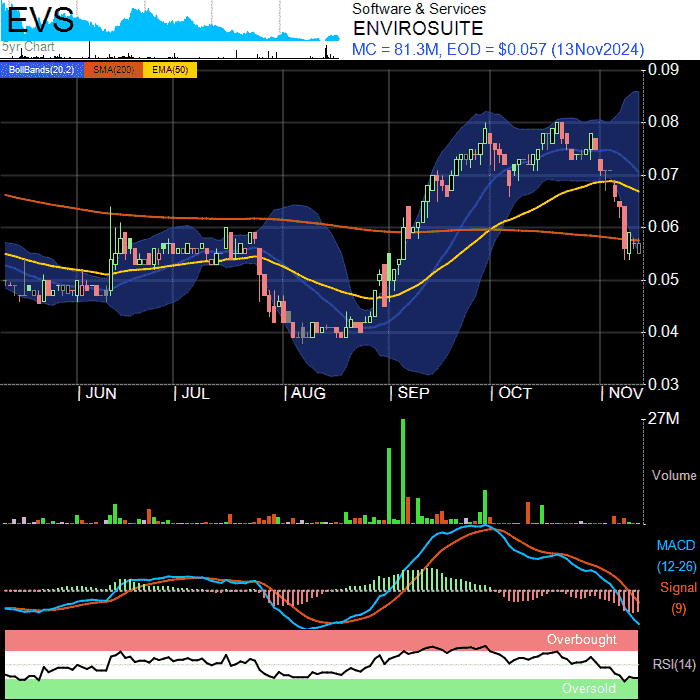 EVS
5yr Chart
Software & Services
ENVIROSUITE
MC = 81.3M, EOD = $0.057 (13Nov2024)
BollBands(20,2) SMA(200) EMA(50)
0.09
0.08
0.07
0.06
0.05
0.04
0.03
| JUN | JUL | AUG | SEP | OCT | NOV
27M
Volume
MACD
(12-26)
Signal
(9)
Overbought
RSI(14)
Oversold